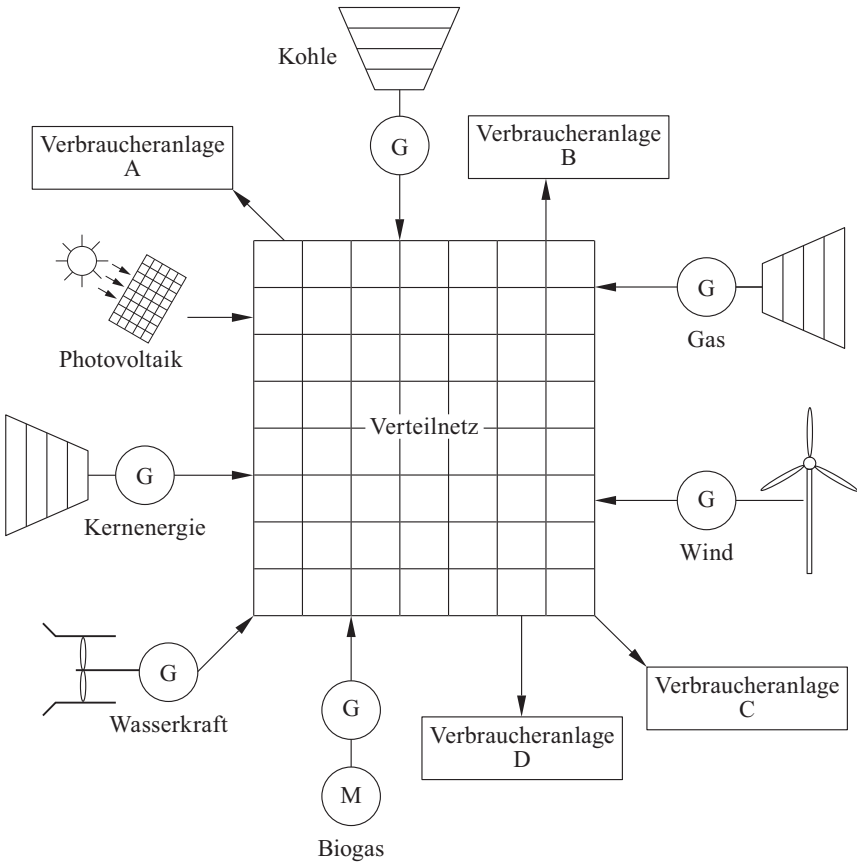 Kohle
G
Verbraucheranlage
A
Verbraucheranlage
B
Photovoltaik
G
Gas
Verteilnetz
G
Kernenergie
G
Wind
G
Wasserkraft
G
M
Biogas
Verbraucheranlage
D
Verbraucheranlage
C